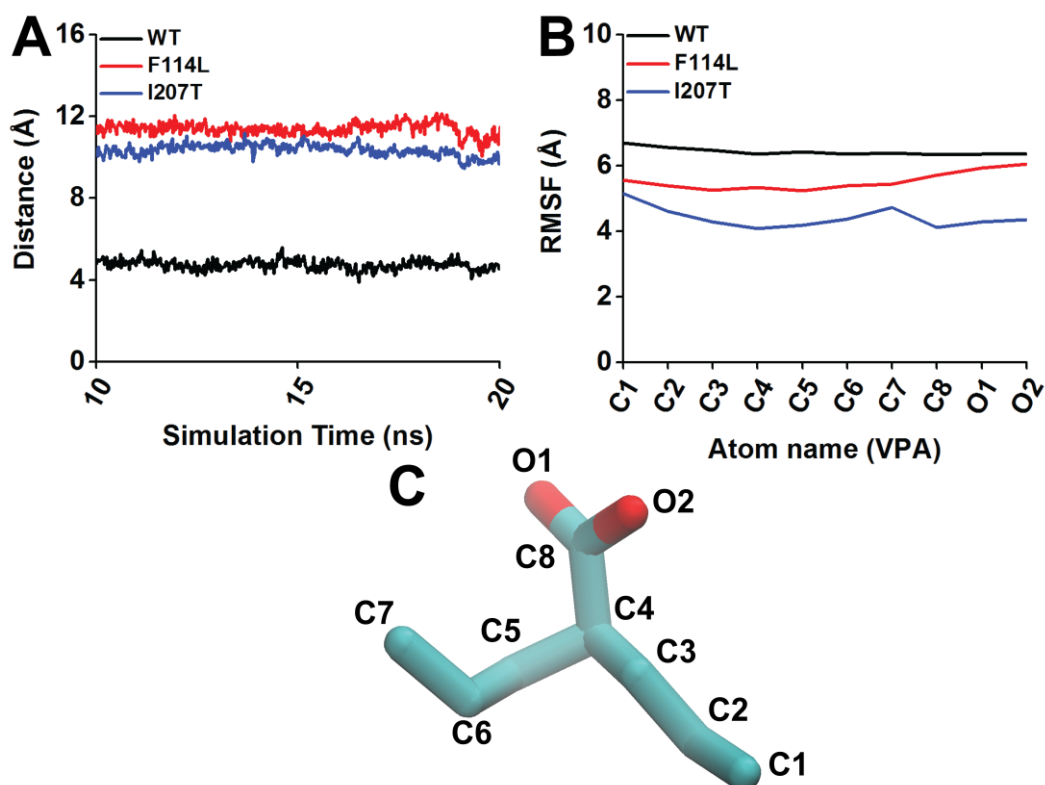 A
Distance (Å)
16
12
8
4
0
WT
F114L
I207T
10
15
20
Simulation Time (ns)
B
RMSF (Å)
10
8
6
4
2
0
WT
F114L
I207T
C1
C2
C3
C4
C5
C6
C7
C8
O1
O2
Atom name (VPA)
C
O1
O2
C8
C7
C5
C4
C3
C6
C2
C1